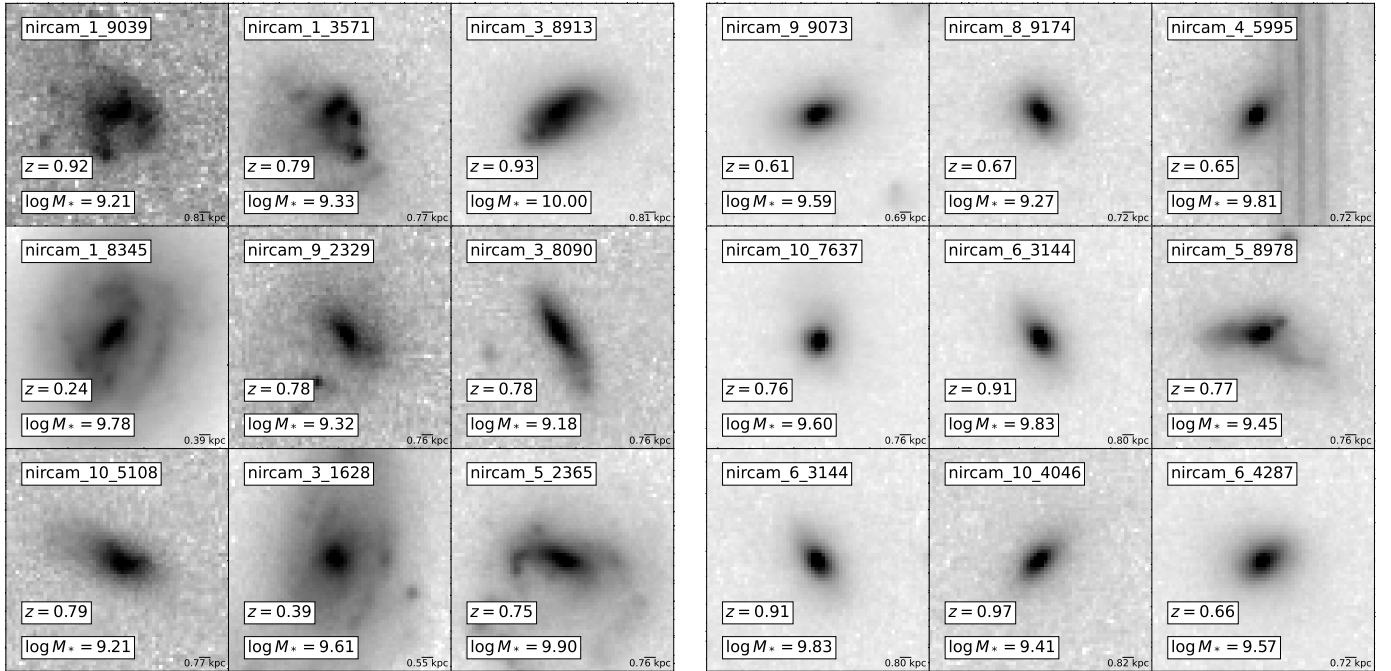 nircam_1_9039
z = 0.92
log M* = 9.21
0.81 kpc
nircam_1_3571
z = 0.79
log M* = 9.33
0.77 kpc
nircam_3_8913
z = 0.93
log M* = 10.00
0.81 kpc
nircam_9_9073
z = 0.61
log M* = 9.59
0.69 kpc
nircam_8_9174
z = 0.67
log M* = 9.27
0.72 kpc
nircam_4_5995
z = 0.65
log M* = 9.81
0.72 kpc
nircam_1_8345
z = 0.24
log M* = 9.78
0.39 kpc
nircam_9_2329
z = 0.78
log M* = 9.32
0.76 kpc
nircam_3_8090
z = 0.78
log M* = 9.18
0.76 kpc
nircam_10_7637
z = 0.76
log M* = 9.60
0.76 kpc
nircam_6_3144
z = 0.91
log M* = 9.83
0.80 kpc
nircam_5_8978
z = 0.77
log M* = 9.45
0.76 kpc
nircam_10_5108
z = 0.79
log M* = 9.21
0.77 kpc
nircam_3_1628
z = 0.39
log M* = 9.61
0.55 kpc
nircam_5_2365
z = 0.75
log M* = 9.90
0.76 kpc
nircam_6_3144
z = 0.91
log M* = 9.83
0.80 kpc
nircam_10_4046
z = 0.97
log M* = 9.41
0.82 kpc
nircam_6_4287
z = 0.66
log M* = 9.57
0.72 kpc